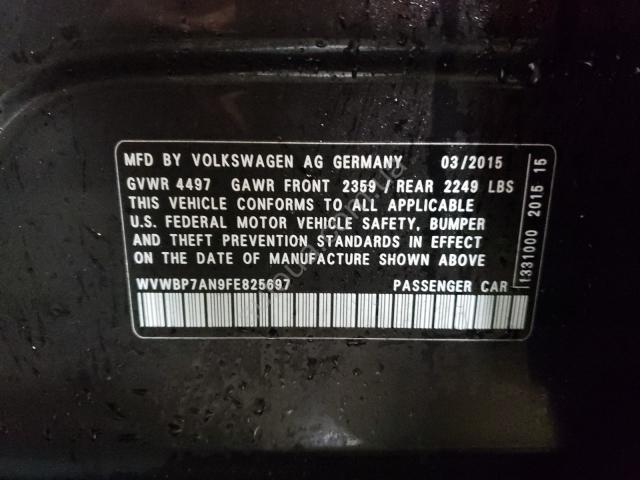 MFD BY VOLKSWAGEN AG GERMANY 03/2015
GVWR 4497 GAWR FRONT 2359 / REAR 2249 LBS
THIS VEHICLE CONFORMS TO ALL APPLICABLE
U.S. FEDERAL MOTOR VEHICLE SAFETY, BUMPER
AND THEFT PREVENTION STANDARDS IN EFFECT
ON THE DATE OF MANUFACTURE SHOWN ABOVE
WVWBP7AN9FE825697 PASSENGER CAR
1331000 2015 15